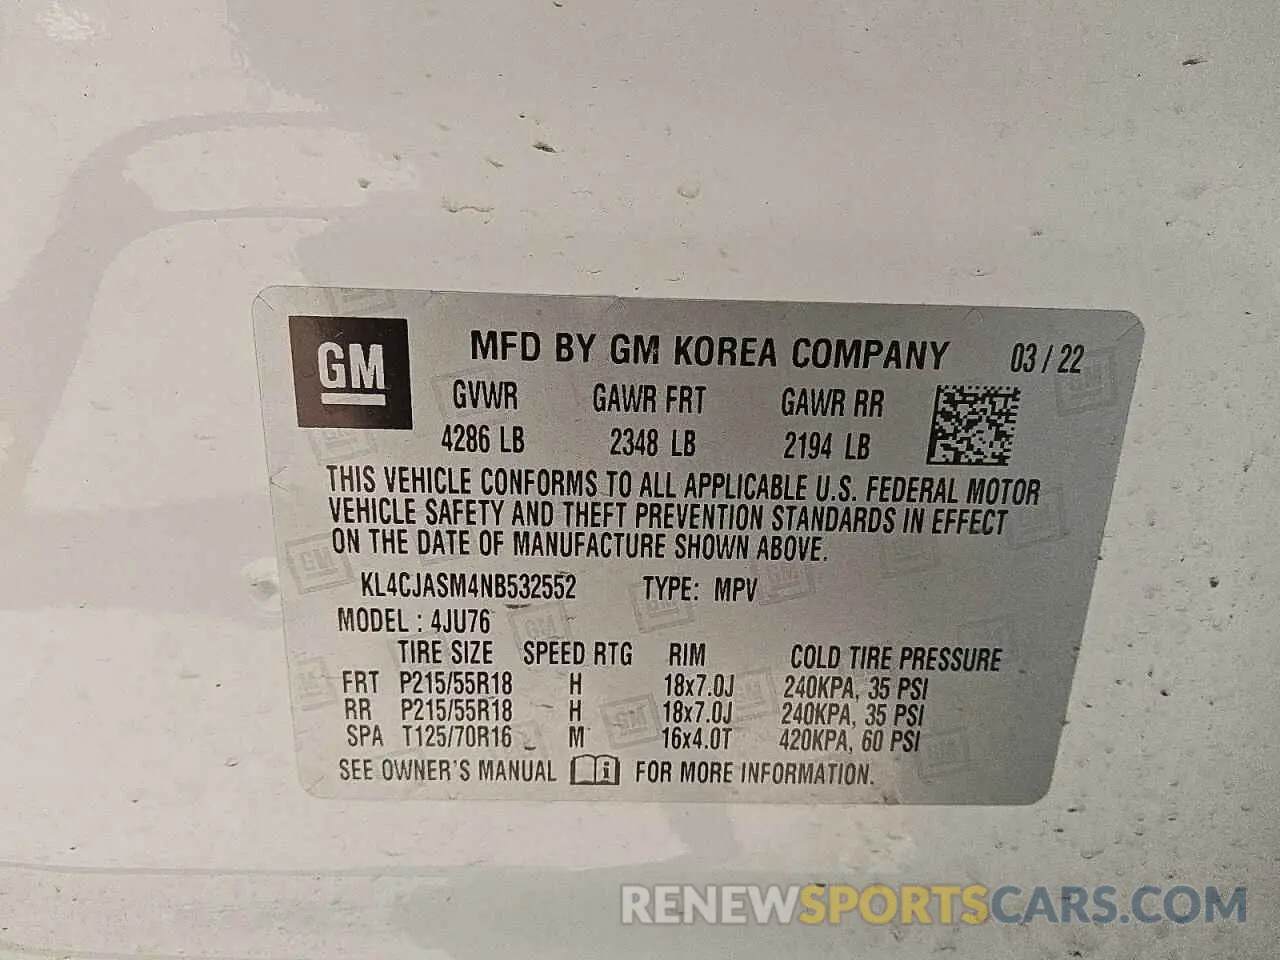 GM
MFD BY GM KOREA COMPANY 03/22
GVWR GAWR FRT GAWR RR
4286 LB 2348 LB 2194 LB
THIS VEHICLE CONFORMS TO ALL APPLICABLE U.S. FEDERAL MOTOR
VEHICLE SAFETY AND THEFT PREVENTION STANDARDS IN EFFECT
ON THE DATE OF MANUFACTURE SHOWN ABOVE.
KL4CJASM4NB532552 TYPE: MPV
MODEL : 4JU76
TIRE SIZE SPEED RTG RIM COLD TIRE PRESSURE
FRT P215/55R18 H 18x7.0J 240KPA, 35 PSI
RR P215/55R18 H 18x7.0J 240KPA, 35 PSI
SPA T125/70R16 M 16x4.0T 420KPA, 60 PSI
SEE OWNER'S MANUAL i FOR MORE INFORMATION.
RENEWSPORTSCARS.COM